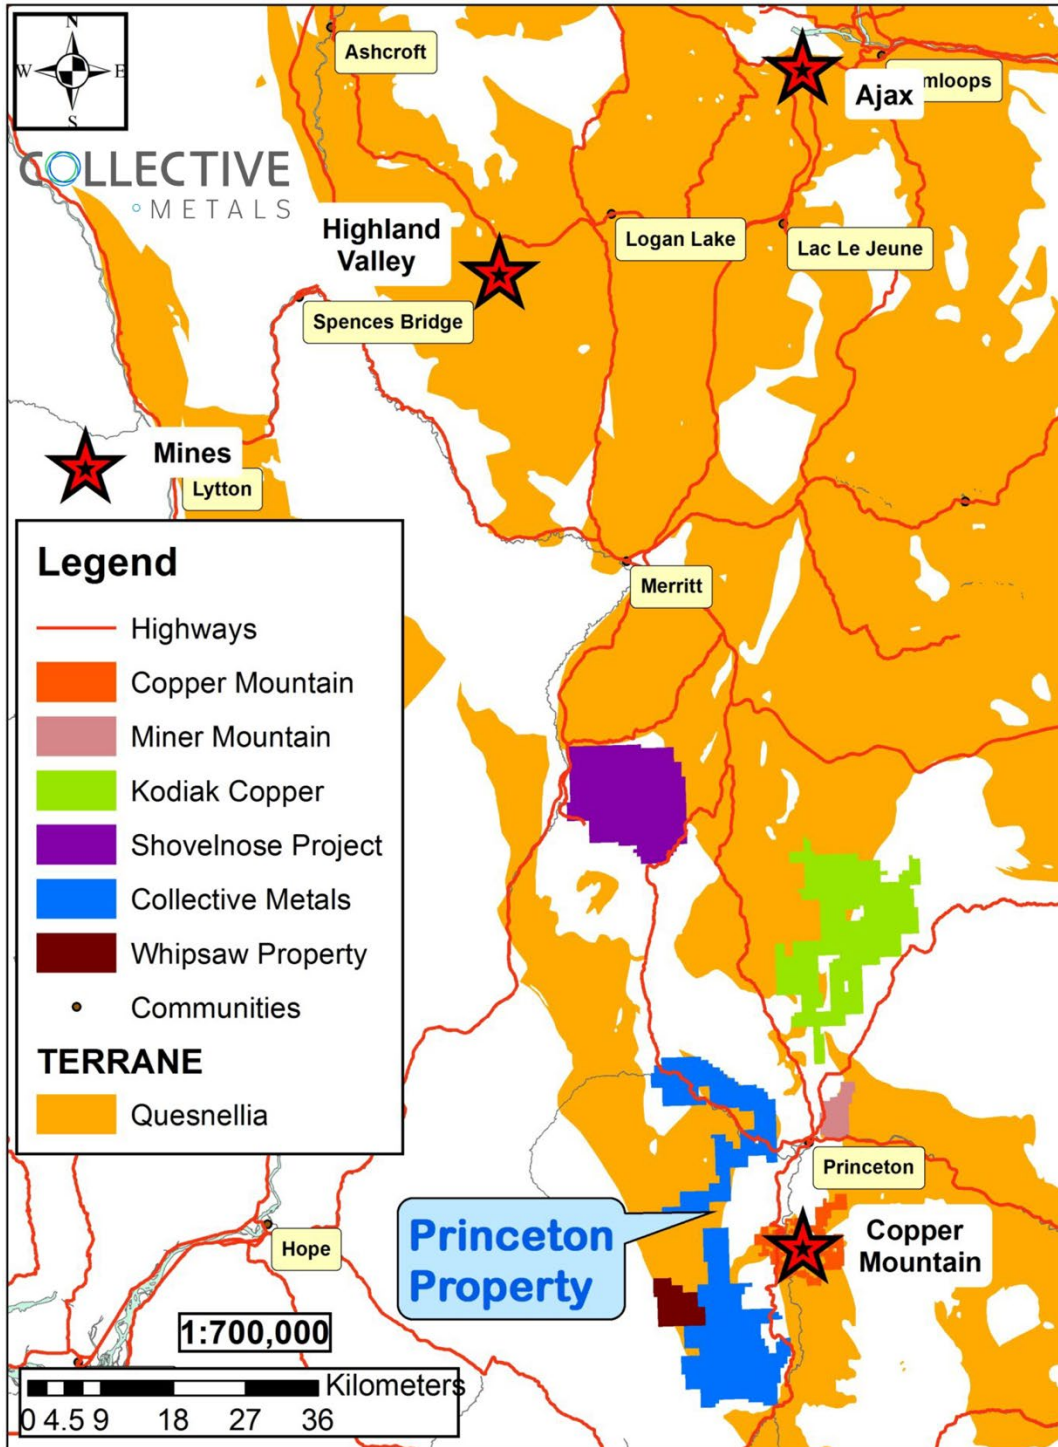 N
W E
S
COLLECTIVE
METALS
Ashcroft
Ajax
mloops
Highland
Valley
Logan Lake
Lac Le Jeune
Spences Bridge
Mines
Lytton
Merritt
Legend
Highways
Copper Mountain
Miner Mountain
Kodiak Copper
Shovelnose Project
Collective Metals
Whipsaw Property
Communities
TERRANE
Quesnellia
Princeton
Princeton
Property
Copper
Mountain
Hope
1:700,000
Kilometers
0 4.5 9 18 27 36